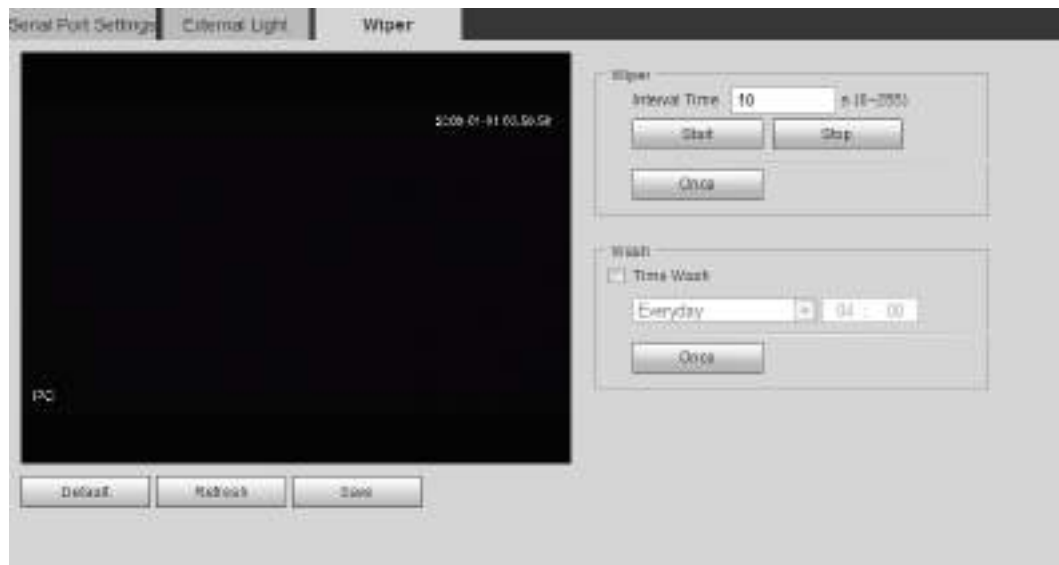 Serial Port Settings External Light Wiper
Wiper
Interval Time 10 s (0~255)
Start Stop
Once
Wash
Time Wash
Everyday 04 : 00
Once
IPC
Default Refresh Save